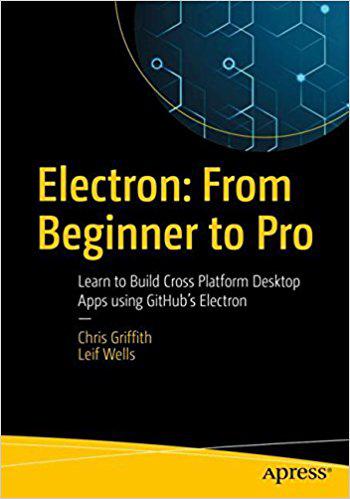 Electron: From
Beginner to Pro
Learn to Build Cross Platform Desktop
Apps using GitHub's Electron
—
Chris Griffith
Leif Wells
Apress®